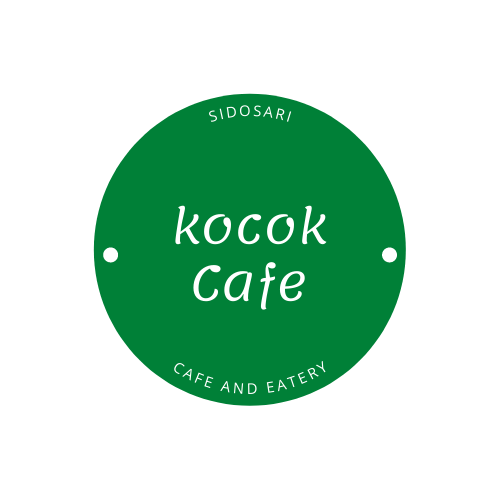 SIDOSARI
kocok
Cafe
CAFE AND EATERY